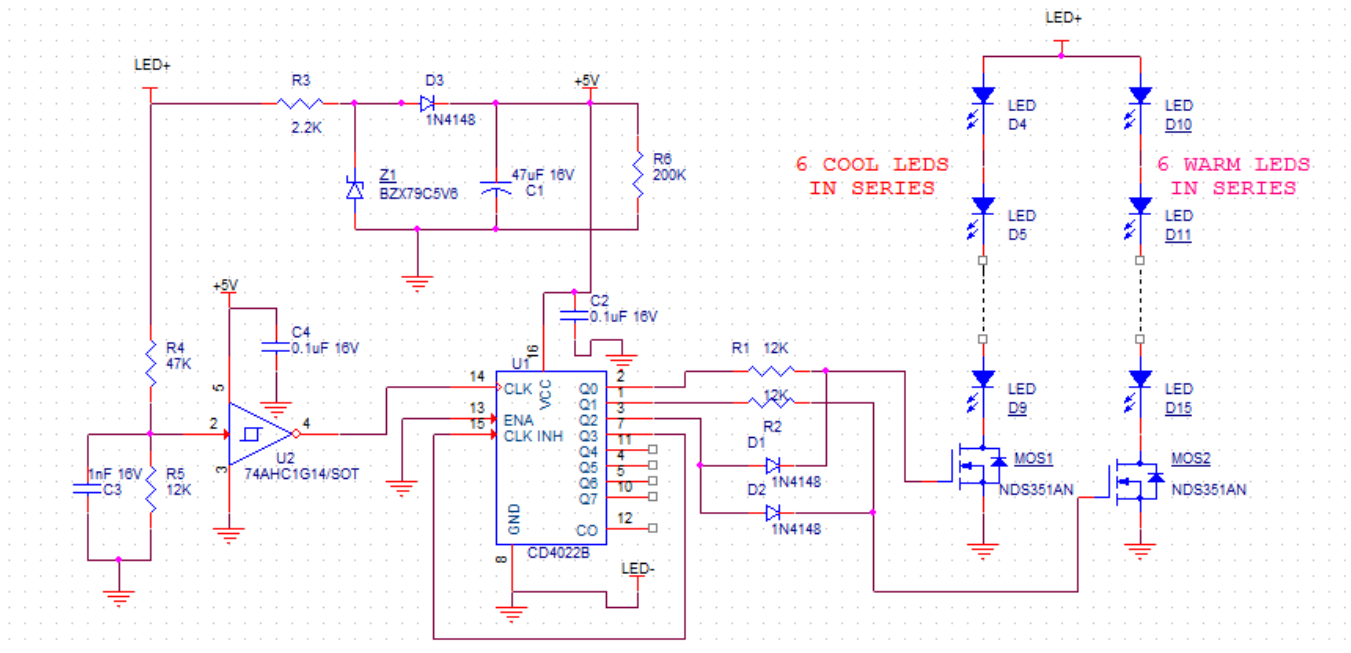 LED+
R3
2.2K
D3
1N4148
+5V
Z1
BZX79C5V6
47uF 16V
C1
R6
200K
LED+
LED
D4
LED
D10
6 COOL LEDS
IN SERIES
6 WARM LEDS
IN SERIES
LED
D5
LED
D11
LED
D9
LED
D15
MOS1
NDS351AN
MOS2
NDS351AN
+5V
C4
0.1uF 16V
R4
47K
5
2
4
3
U2
74AHC1G14/SOT
1nF 16V
C3
R5
12K
C2
0.1uF 16V
U1
16
VCC
14
CLK
13
ENA
15
CLK INH
Q0
2
Q1
1
Q2
3
Q3
7
Q4
11
Q5
4
Q6
5
Q7
10
CO
12
GND
8
CD4022B
LED-
R1 12K
12K
R2
D1
1N4148
D2
1N4148